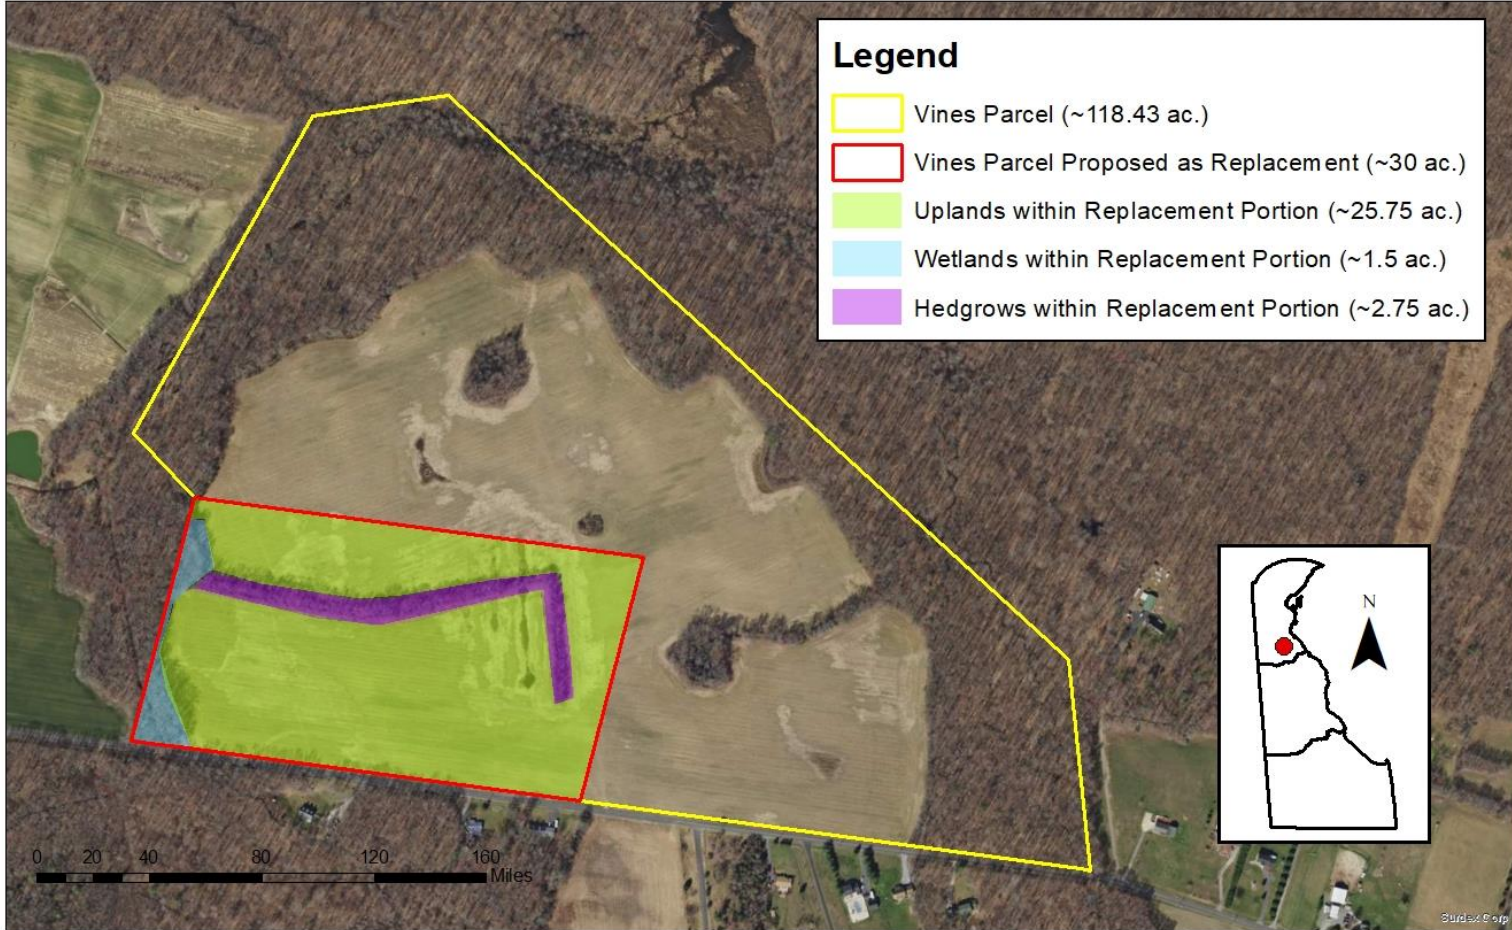 Legend
Vines Parcel (~118.43 ac.)
Vines Parcel Proposed as Replacement (~30 ac.)
Uplands within Replacement Portion (~25.75 ac.)
Wetlands within Replacement Portion (~1.5 ac.)
Hedgrows within Replacement Portion (~2.75 ac.)
N
0 20 40 80 120 160
Miles
Surdex Corp